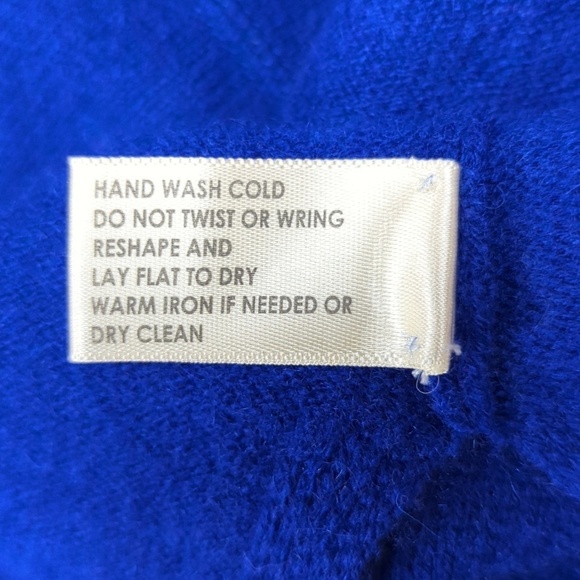 HAND WASH COLD
DO NOT TWIST OR WRING
RESHAPE AND
LAY FLAT TO DRY
WARM IRON IF NEEDED OR
DRY CLEAN